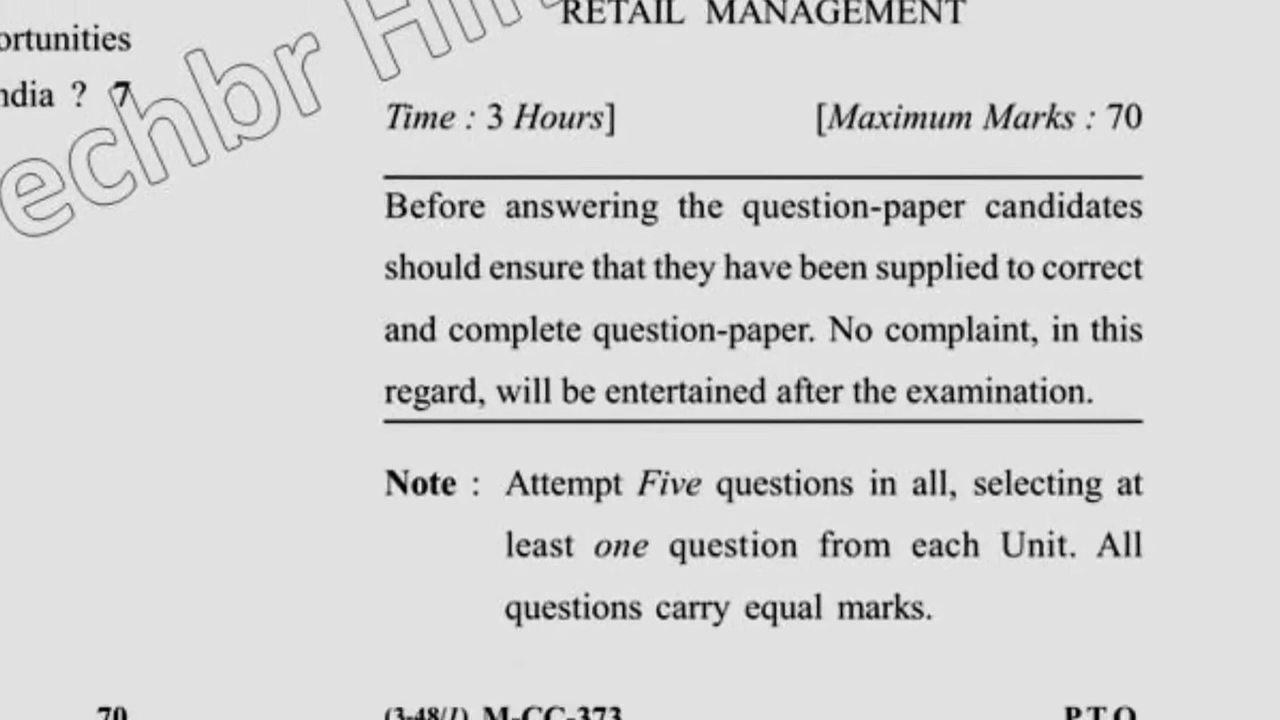 ortunities
ndia ? 7
echbr Hin
RETAIL MANAGEMENT
Time : 3 Hours] [Maximum Marks : 70
Before answering the question-paper candidates
should ensure that they have been supplied to correct
and complete question-paper. No complaint, in this
regard, will be entertained after the examination.
Note : Attempt Five questions in all, selecting at
least one question from each Unit. All
questions carry equal marks.
70
(3-48/1) M-CC-373 P.T.O.